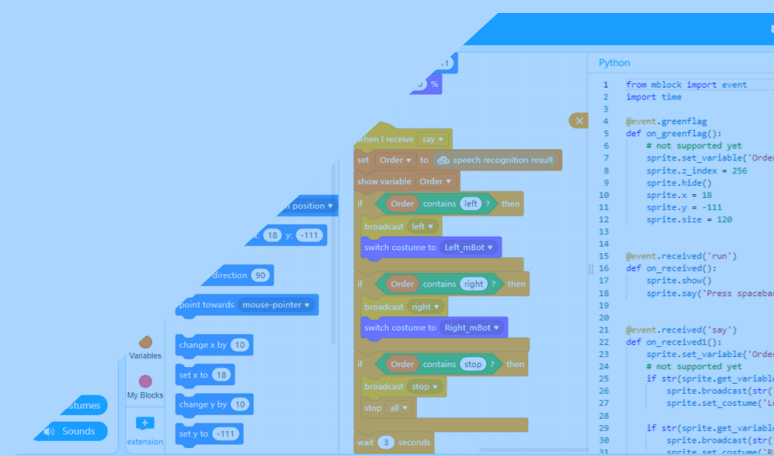 position
18 y: -111
direction 90
point towards mouse-pointer
change x by 10
set x to 18
change y by 10
set y to -111
Variables
My Blocks
extension
Sounds
%
when I receive say
set Order to speech recognition result
show variable Order
if Order contains left ? then
broadcast left
switch costume to Left_mBot
if Order contains right ? then
broadcast right
switch costume to Right_mBot
if Order contains stop ? then
broadcast stop
stop all
wait 3 seconds
Python
1 from mblock import event
2 import time
3
4 @event.greenflag
5 def on_greenflag():
6 # not supported yet
7 sprite.set_variable('Orde
8 sprite.z_index = 256
9 sprite.hide()
10 sprite.x = 18
11 sprite.y = -111
12 sprite.size = 120
13
14
15 @event.received('run')
16 def on_received():
17 sprite.show()
18 sprite.say('Press spaceba
19
20
21 @event.received('say')
22 def on_received1():
23 sprite.set_variable('Orde
24 # not supported yet
25 if str(sprite.get_variabl
26 sprite.broadcast(str(
27 sprite.set_costume('L
28
29 if str(sprite.get_variabl
30 sprite.broadcast(str(
31 sprite.set_costume('R